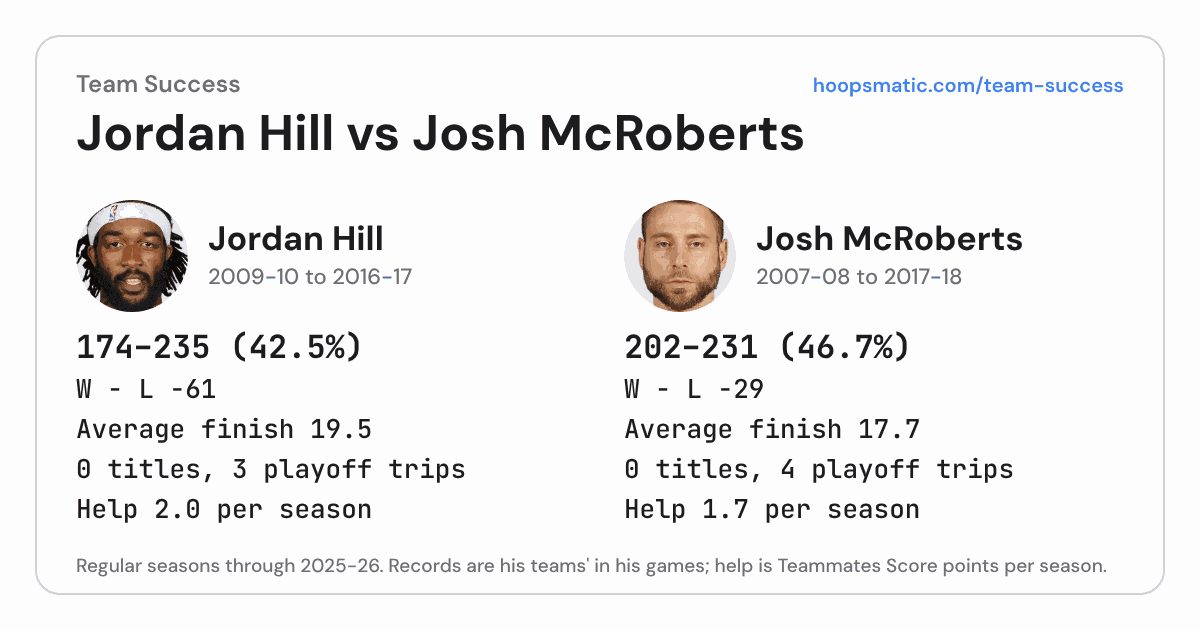 Team Success
hoopsmatic.com/team-success
Jordan Hill vs Josh McRoberts
Jordan Hill
2009-10 to 2016-17
174-235 (42.5%)
W - L -61
Average finish 19.5
0 titles, 3 playoff trips
Help 2.0 per season
Josh McRoberts
2007-08 to 2017-18
202-231 (46.7%)
W - L -29
Average finish 17.7
0 titles, 4 playoff trips
Help 1.7 per season
Regular seasons through 2025-26. Records are his teams' in his games; help is Teammates Score points per season.